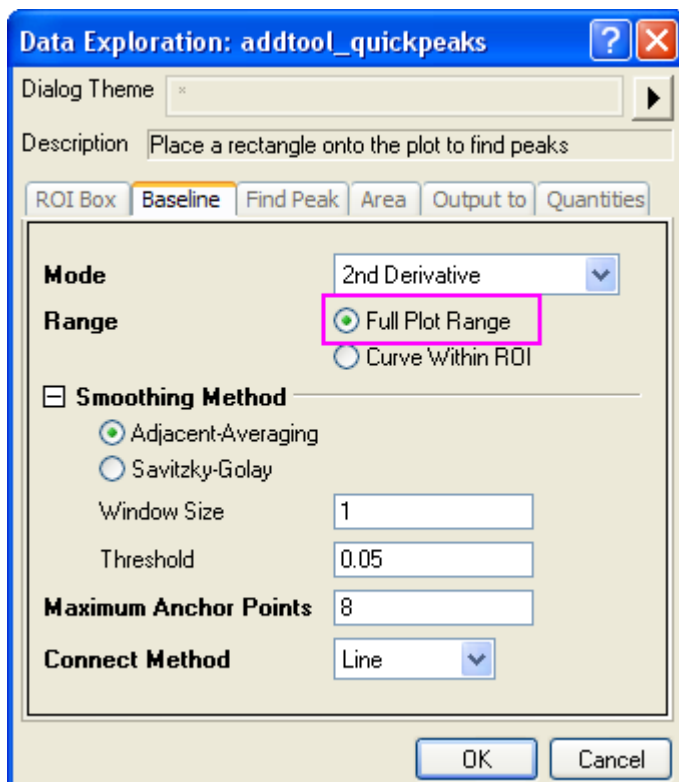 Data Exploration: addtool_quickpeaks
Dialog Theme *
Description Place a rectangle onto the plot to find peaks
ROI Box Baseline Find Peak Area Output to Quantities
Mode 2nd Derivative
Range Full Plot Range
Curve Within ROI
Smoothing Method
Adjacent-Averaging
Savitzky-Golay
Window Size 1
Threshold 0.05
Maximum Anchor Points 8
Connect Method Line
OK Cancel